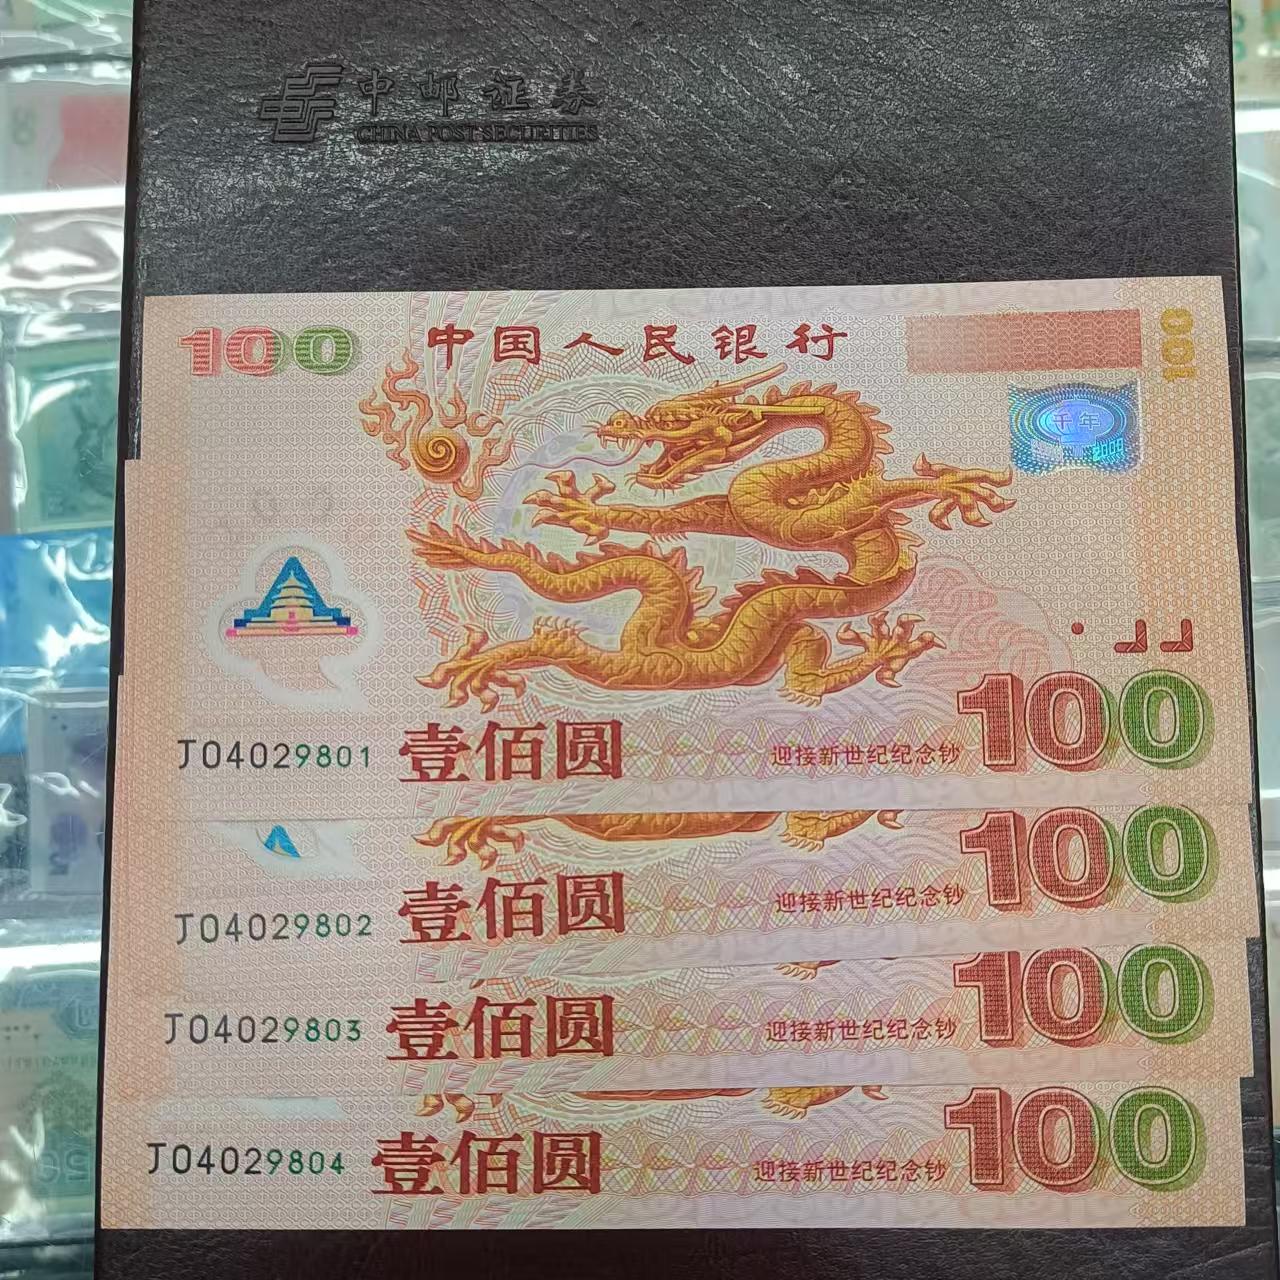 中邮证券
CHINA POST SECURITIES
100 中国人民银行 100
千年
2000
J04029801 壹佰圆 迎接新世纪纪念钞 100
J04029802 壹佰圆 迎接新世纪纪念钞 100
J04029803 壹佰圆 迎接新世纪纪念钞 100
J04029804 壹佰圆 迎接新世纪纪念钞 100